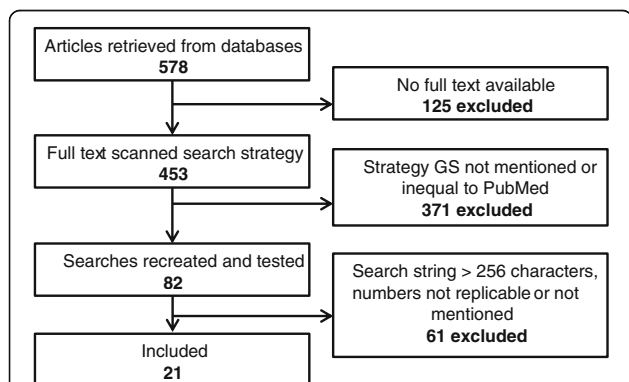 Articles retrieved from databases
578
No full text available
125 excluded
Full text scanned search strategy
453
Strategy GS not mentioned or
inequal to PubMed
371 excluded
Searches recreated and tested
82
Search string > 256 characters,
numbers not replicable or not
mentioned
61 excluded
Included
21